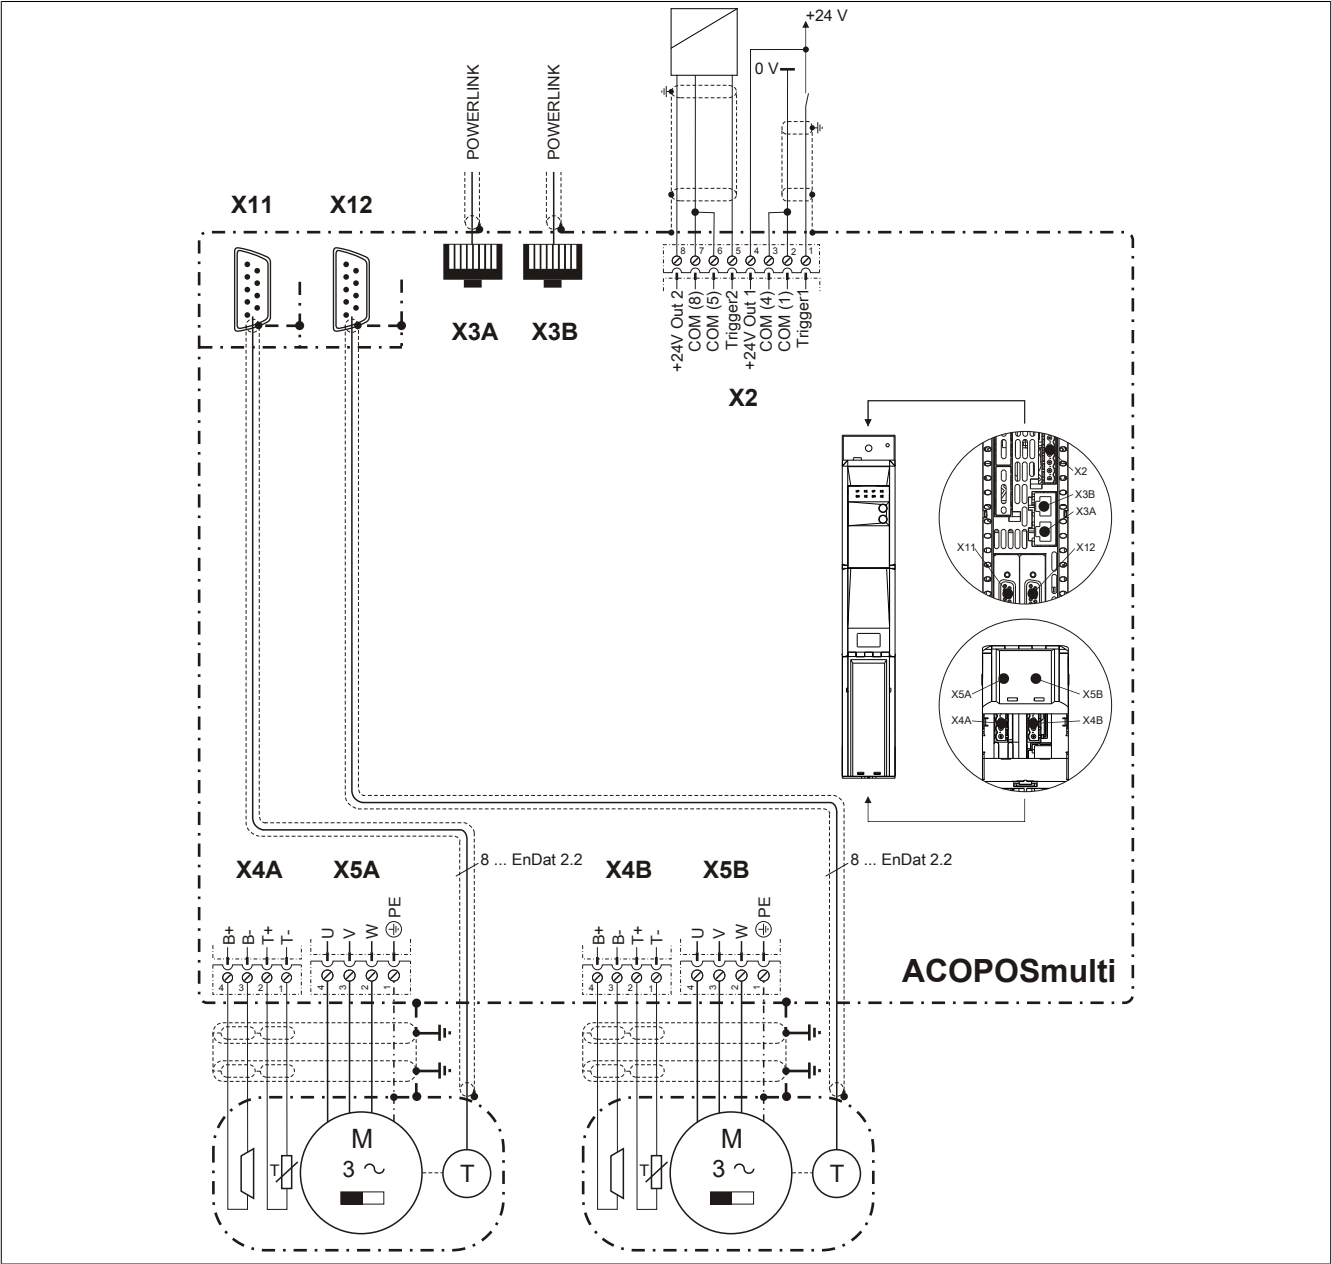 +24 V
0 V
POWERLINK
POWERLINK
X11
X12
8
7
6
5
4
3
2
1
X3A
X3B
+24V Out 2
COM (8)
COM (5)
Trigger2
+24V Out 1
COM (4)
COM (1)
Trigger1
X2
X2
X3B
X3A
X11
X12
X5A
X5B
X4A
X4B
8 ... EnDat 2.2
8 ... EnDat 2.2
X4A
X5A
X4B
X5B
B+
B-
T+
T-
U
V
W
PE
B+
B-
T+
T-
U
V
W
PE
4
3
2
1
4
3
2
1
4
3
2
1
4
3
2
1
ACOPOSmulti
T
M
3 ~
T
T
M
3 ~
T